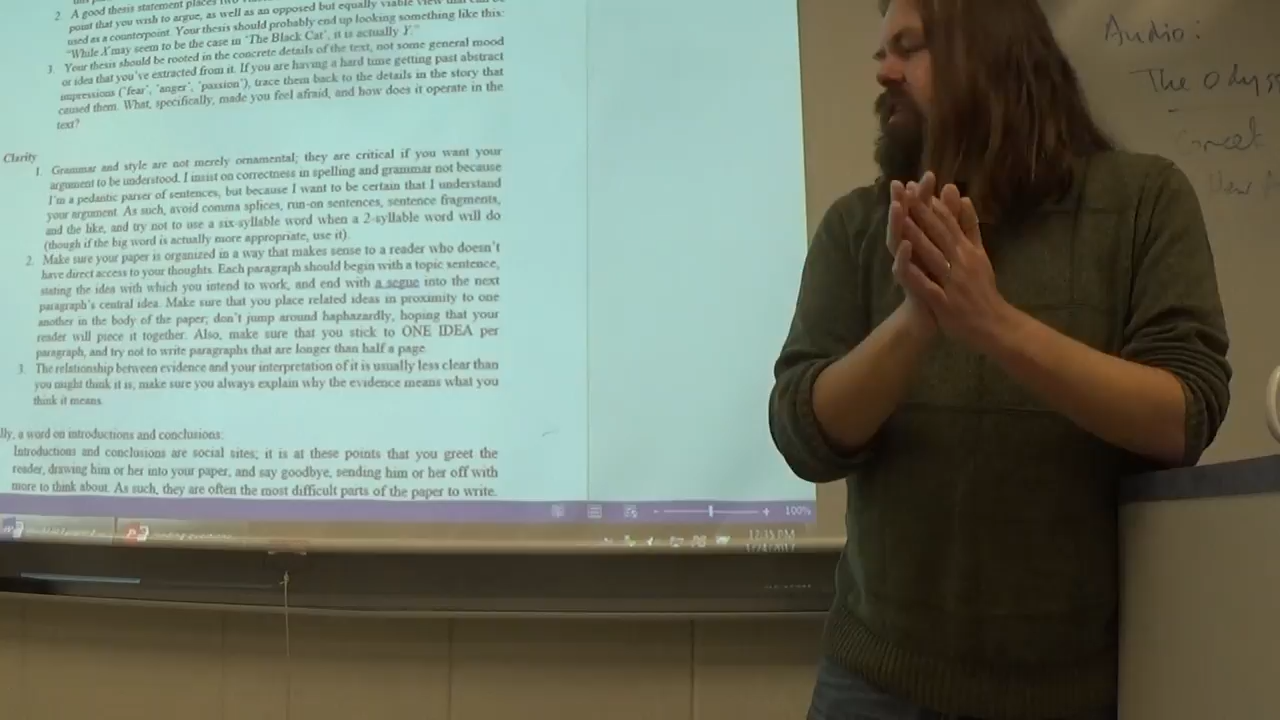 2. A good thesis statement places two
point that you wish to argue, as well as an opposed but equally viable view that can be
used as a counterpoint. Your thesis should probably end up looking something like this:
"While X may seem to be the case in 'The Black Cat', it is actually Y."
3. Your thesis should be rooted in the concrete details of the text, not some general mood
or idea that you've extracted from it. If you are having a hard time getting past abstract
impressions ('fear', 'anger', 'passion'), trace them back to the details in the story that
caused them. What, specifically, made you feel afraid, and how does it operate in the
text?
Clarity
1. Grammar and style are not merely ornamental; they are critical if you want your
argument to be understood. I insist on correctness in spelling and grammar not because
I'm a pedantic parser of sentences, but because I want to be certain that I understand
your argument. As such, avoid comma splices, run-on sentences, sentence fragments,
and the like, and try not to use a six-syllable word when a 2-syllable word will do
(though if the big word is actually more appropriate, use it).
2. Make sure your paper is organized in a way that makes sense to a reader who doesn't
have direct access to your thoughts. Each paragraph should begin with a topic sentence,
stating the idea with which you intend to work, and end with a segue into the next
paragraph's central idea. Make sure that you place related ideas in proximity to one
another in the body of the paper; don't jump around haphazardly, hoping that your
reader will piece it together. Also, make sure that you stick to ONE IDEA per
paragraph, and try not to write paragraphs that are longer than half a page.
3. The relationship between evidence and your interpretation of it is usually less clear than
you might think it is; make sure you always explain why the evidence means what you
think it means.
lly, a word on introductions and conclusions:
Introductions and conclusions are social sites; it is at these points that you greet the
reader, drawing him or her into your paper, and say goodbye, sending him or her off with
more to think about. As such, they are often the most difficult parts of the paper to write.
100%
12:15 PM
Audio:
The Odys